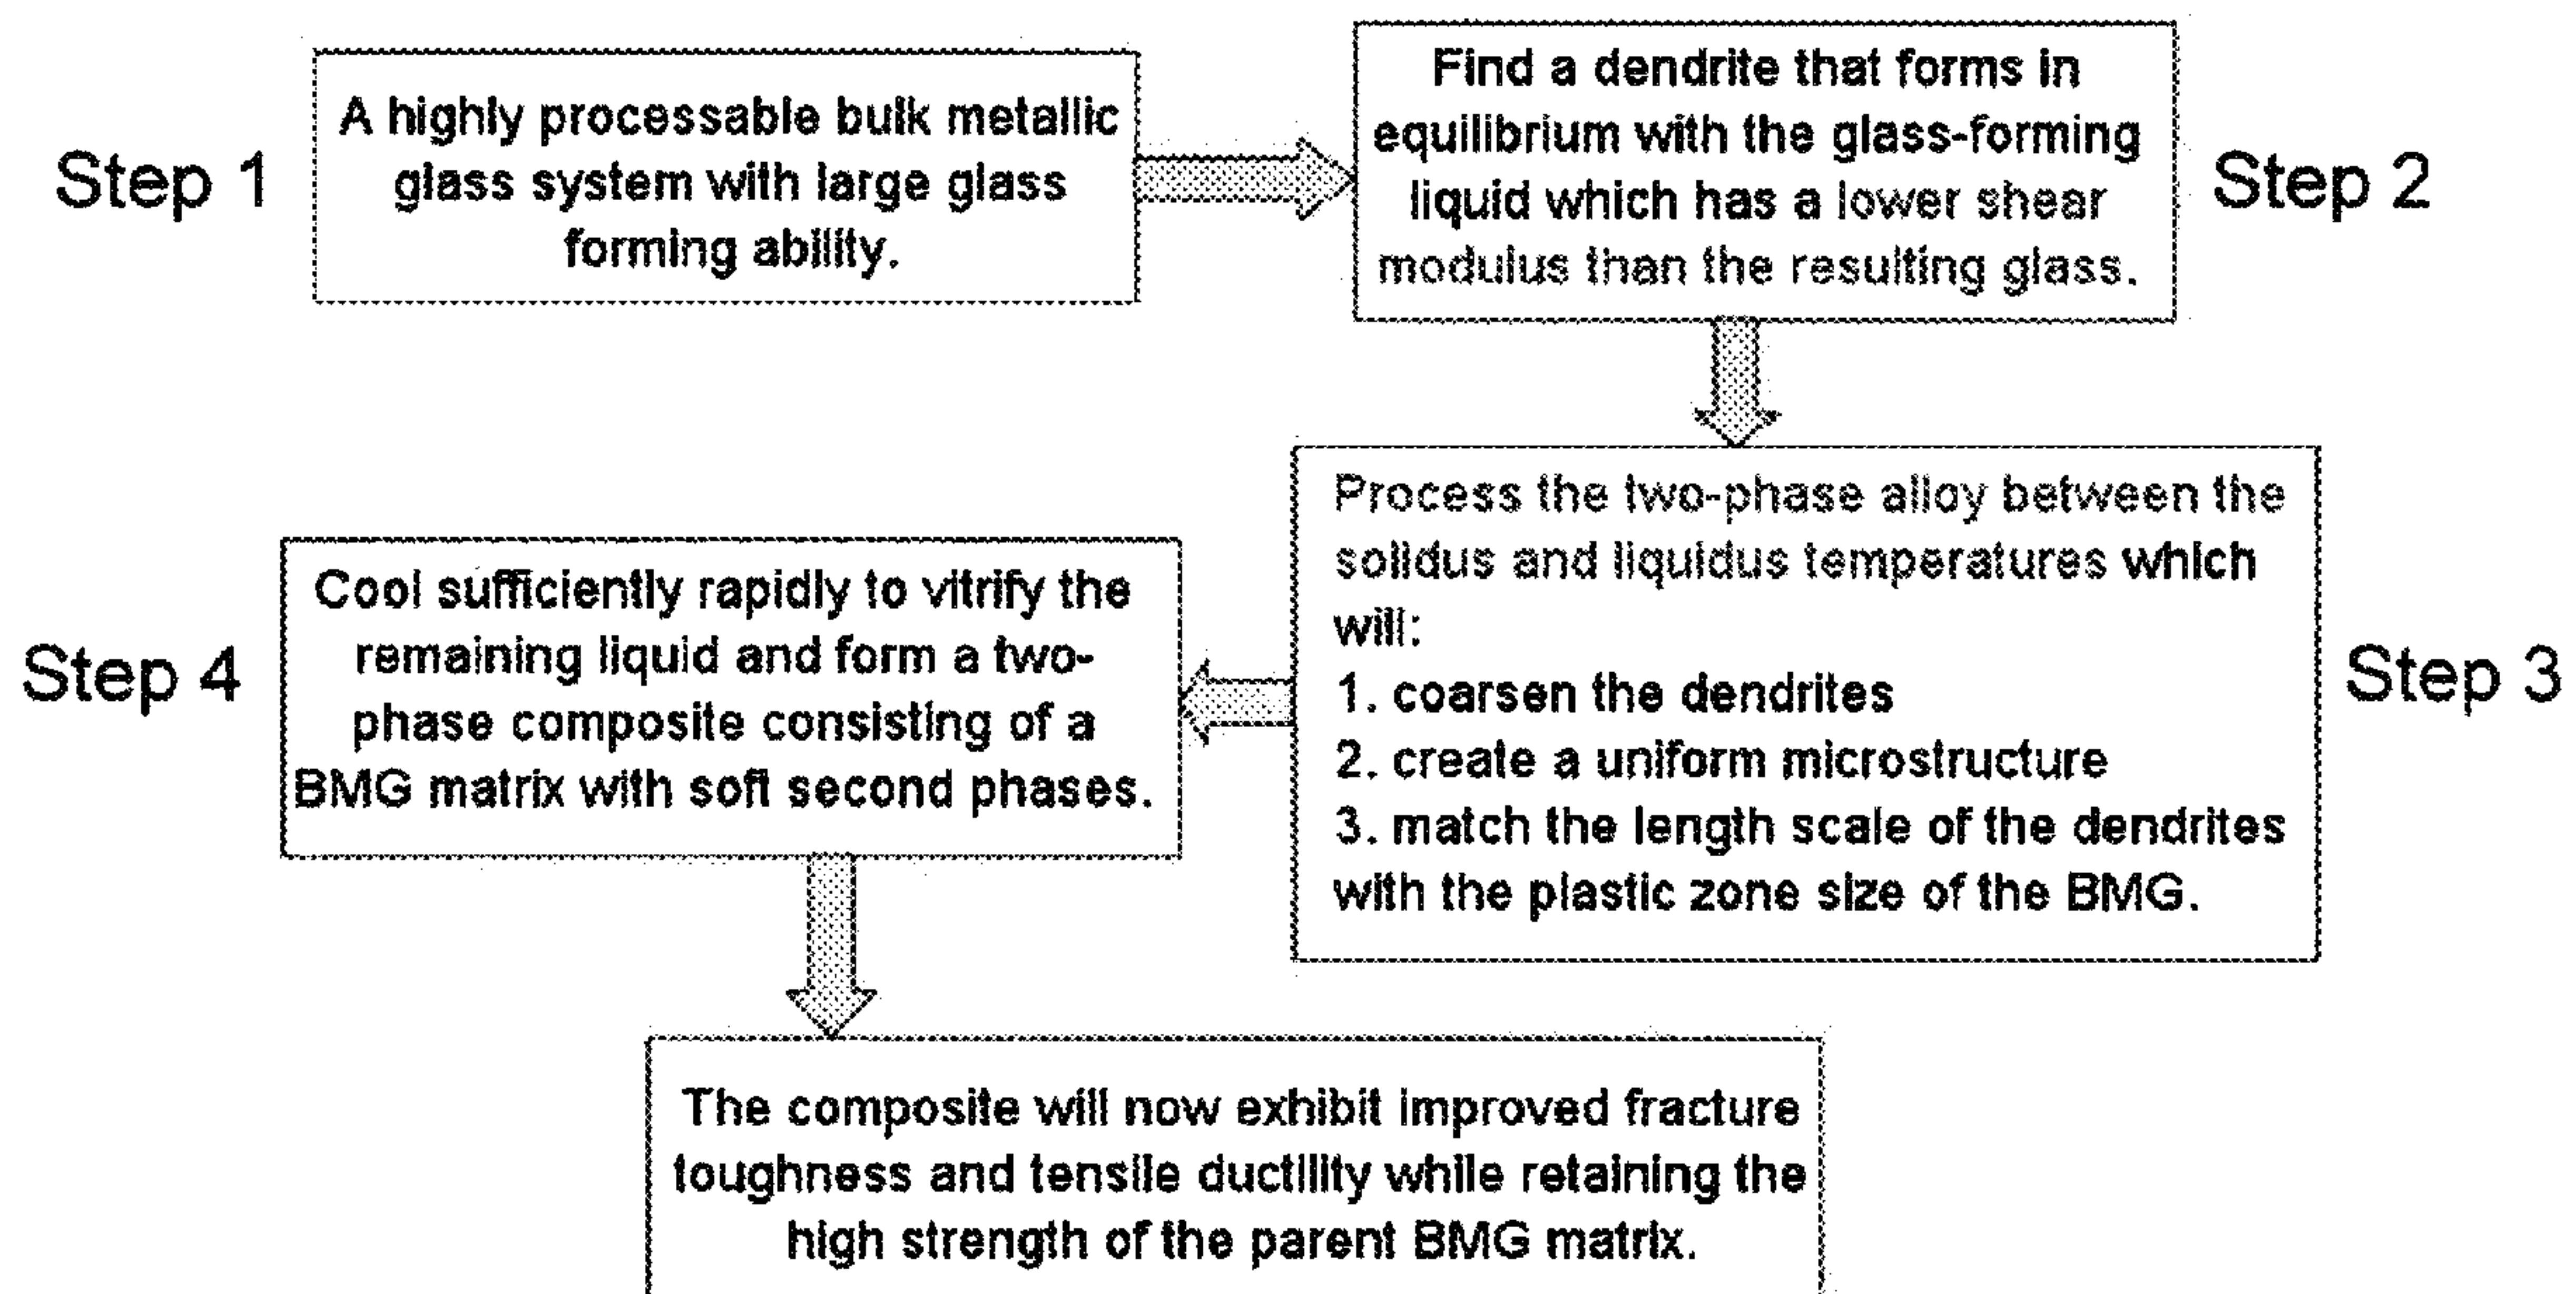 Step 1
A highly processable bulk metallic
glass system with large glass
forming ability.
Find a dendrite that forms in
equilibrium with the glass-forming
liquid which has a lower shear
modulus than the resulting glass.
Step 2
Process the two-phase alloy between the
solidus and liquidus temperatures which
will:
1. coarsen the dendrites
2. create a uniform microstructure
3. match the length scale of the dendrites
with the plastic zone size of the BMG.
Step 3
Step 4
Cool sufficiently rapidly to vitrify the
remaining liquid and form a two-
phase composite consisting of a
BMG matrix with soft second phases.
The composite will now exhibit improved fracture
toughness and tensile ductility while retaining the
high strength of the parent BMG matrix.